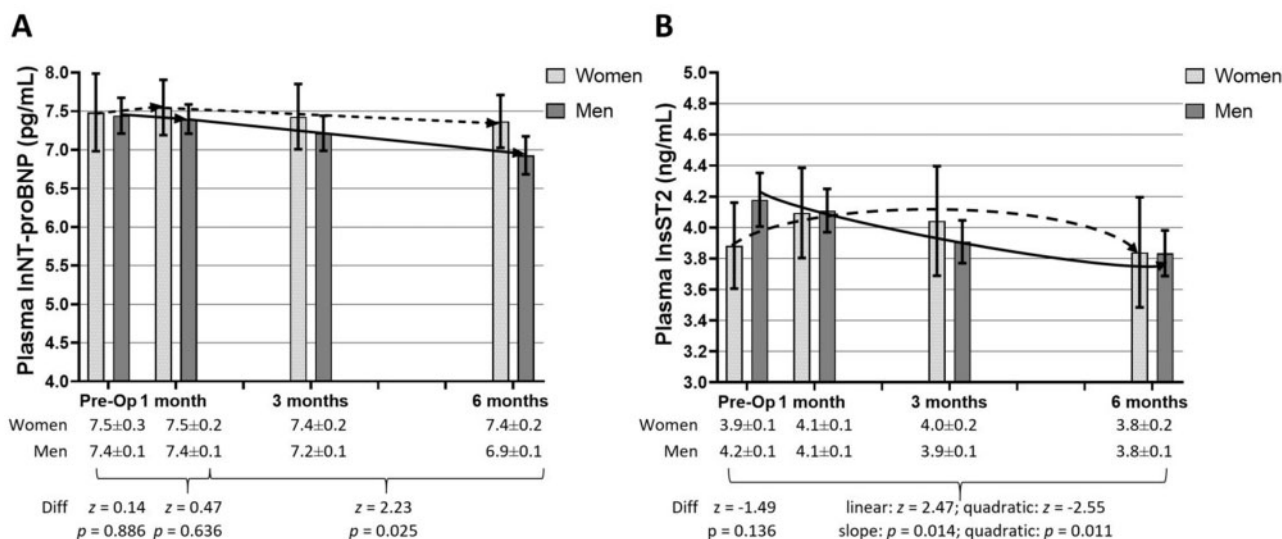 A
Plasma lnNT-proBNP (pg/mL)
8.0
7.5
7.0
6.5
6.0
5.5
5.0
4.5
4.0
Women
Men
Pre-Op 1 month 3 months 6 months
Women 7.5±0.3 7.5±0.2 7.4±0.2 7.4±0.2
Men 7.4±0.1 7.4±0.1 7.2±0.1 6.9±0.1
Diff z = 0.14 z = 0.47 z = 2.23
p = 0.886 p = 0.636 p = 0.025
B
Plasma lnsST2 (ng/mL)
5.0
4.8
4.6
4.4
4.2
4.0
3.8
3.6
3.4
3.2
3.0
Women
Men
Pre-Op 1 month 3 months 6 months
Women 3.9±0.1 4.1±0.1 4.0±0.2 3.8±0.2
Men 4.2±0.1 4.1±0.1 3.9±0.1 3.8±0.1
Diff z = -1.49 linear: z = 2.47; quadratic: z = -2.55
p = 0.136 slope: p = 0.014; quadratic: p = 0.011